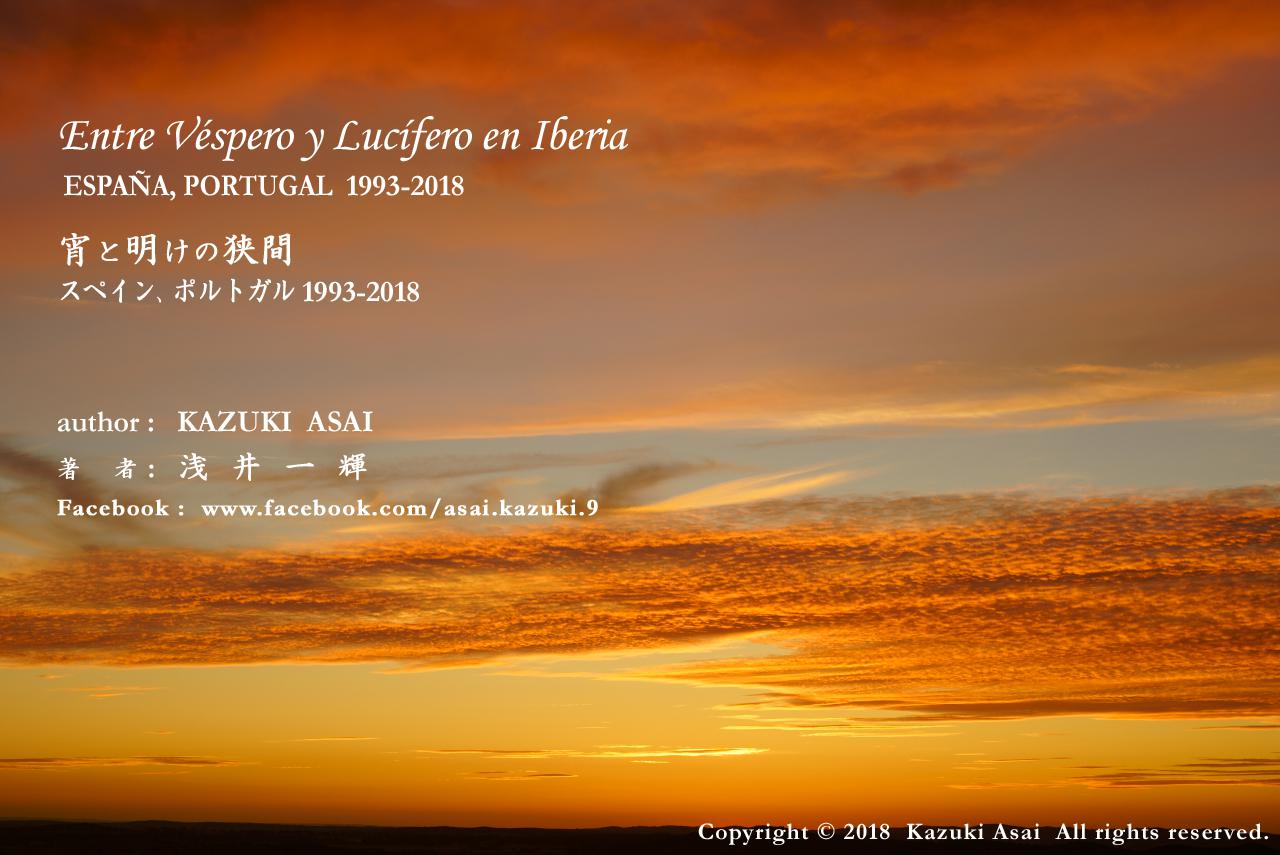 Entre Véspero y Lucífero en Iberia
ESPAÑA, PORTUGAL 1993-2018
宵と明けの狭間
スペイン、ポルトガル 1993-2018
author : KAZUKI ASAI
著 者 : 浅 井 一 輝
Facebook : www.facebook.com/asai.kazuki.9
Copyright © 2018 Kazuki Asai All rights reserved.